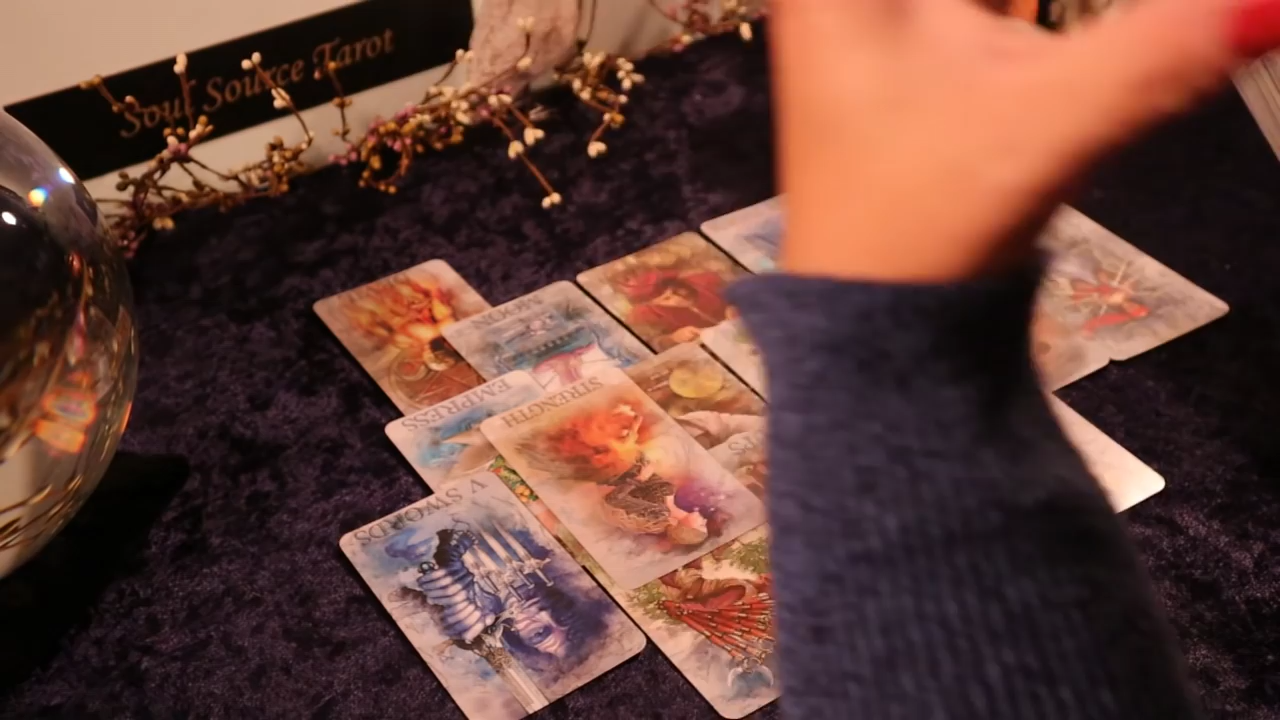 Soul Source Tarot
MOON
EMPRESS
STRENGTH
V SWORDS